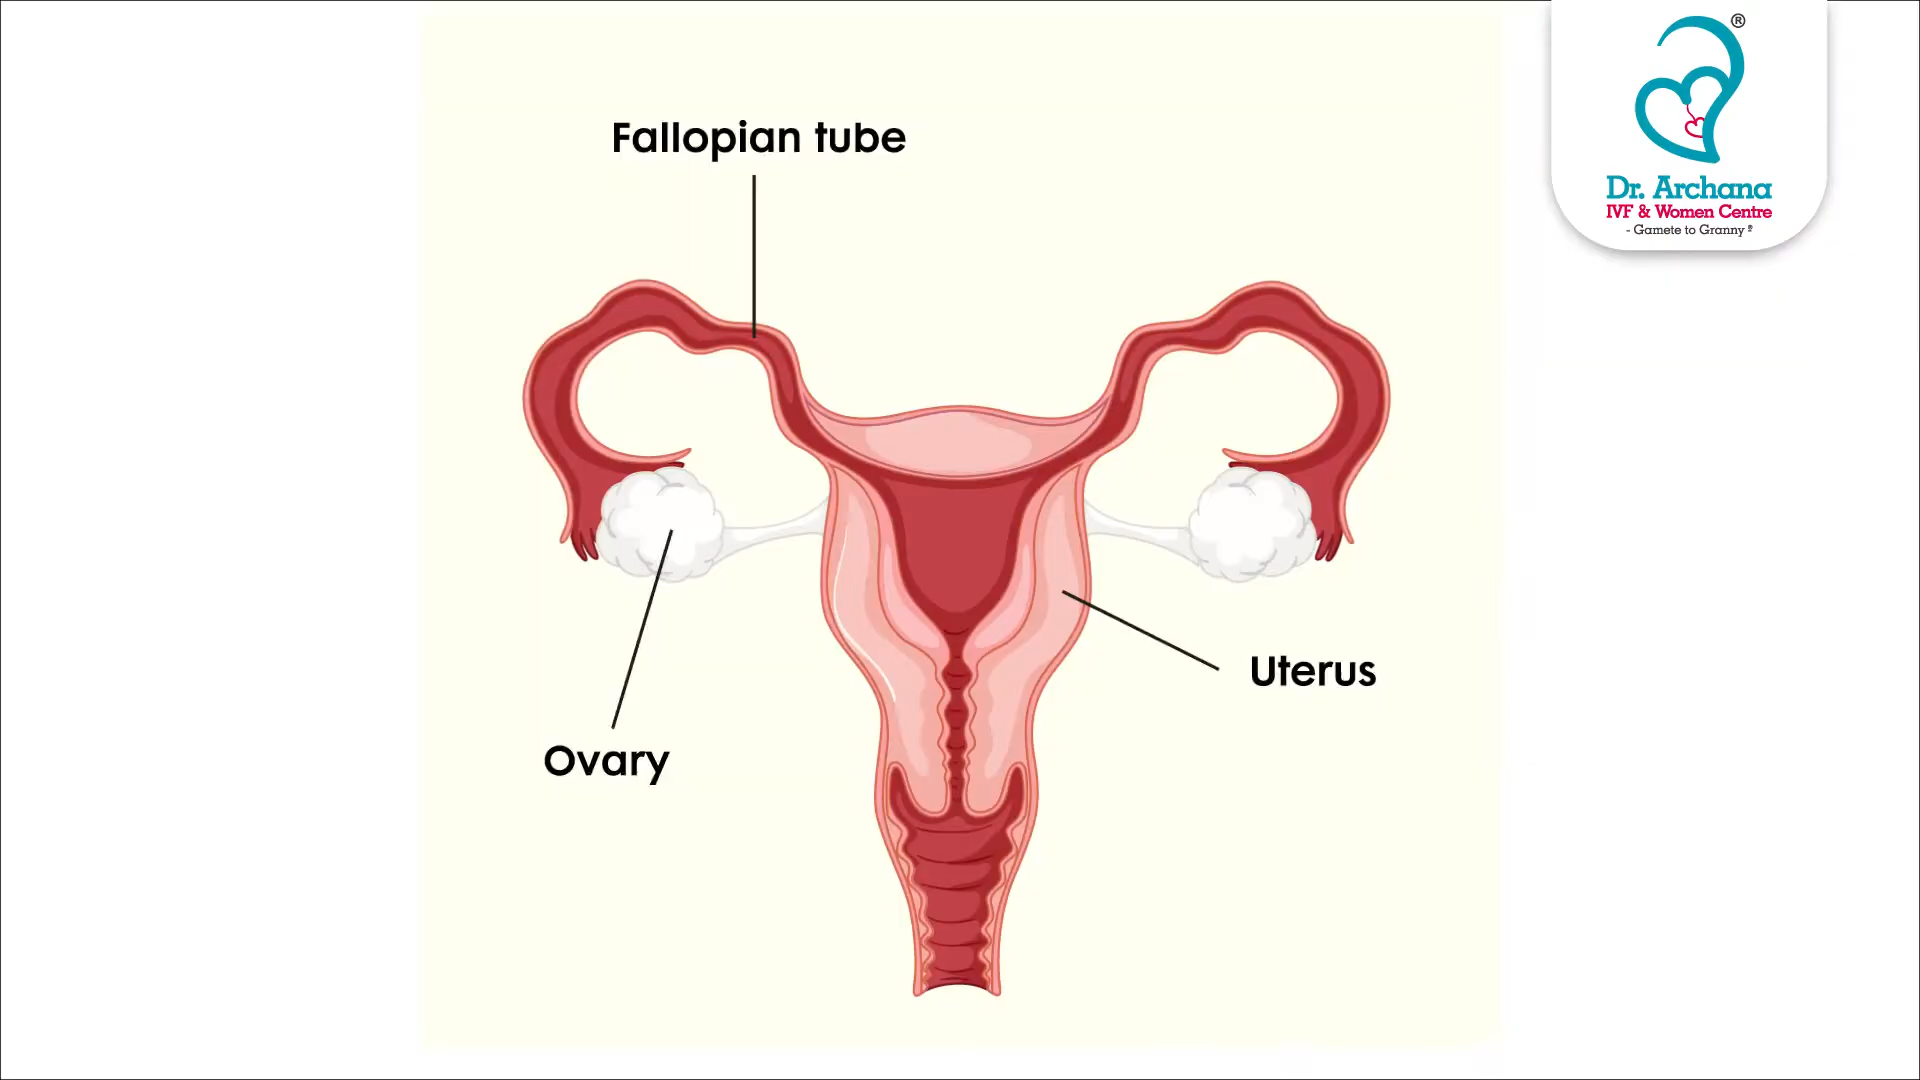 Fallopian tube
Ovary
Uterus
®
Dr. Archana
IVF & Women Centre
- Gamete to Granny ®